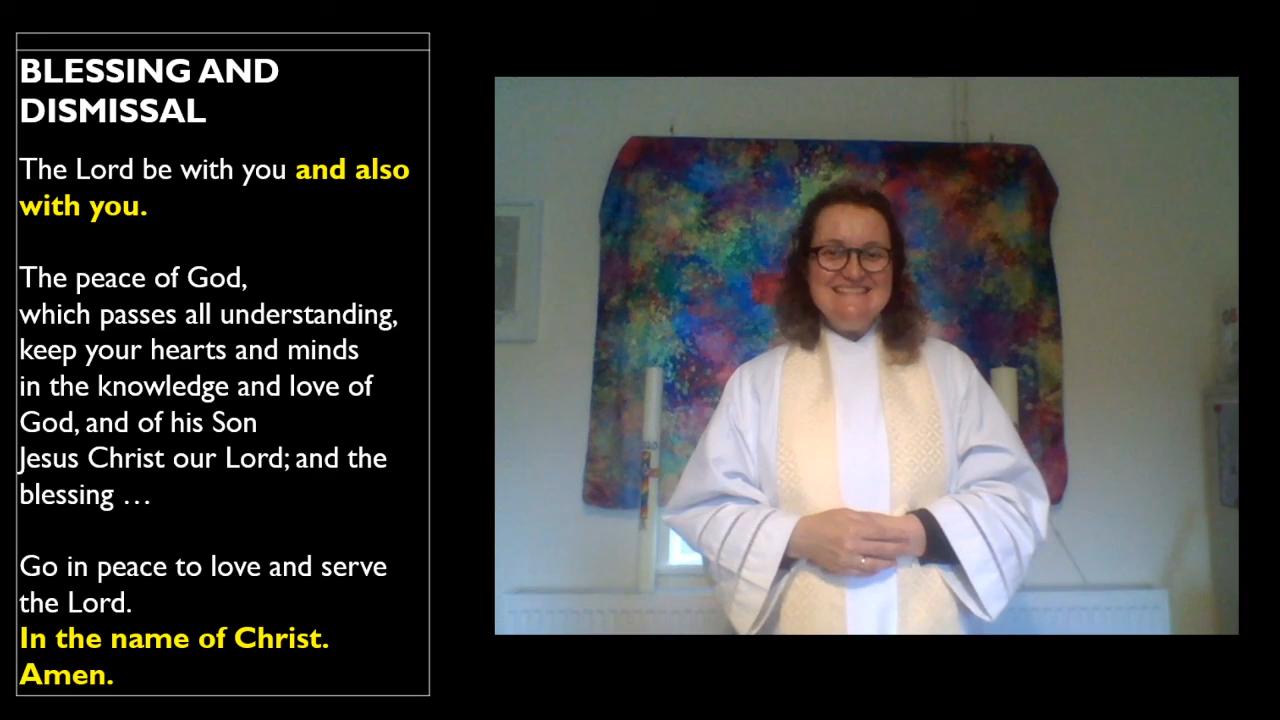 BLESSING AND
DISMISSAL
The Lord be with you and also
with you.
The peace of God,
which passes all understanding,
keep your hearts and minds
in the knowledge and love of
God, and of his Son
Jesus Christ our Lord; and the
blessing …
Go in peace to love and serve
the Lord.
In the name of Christ.
Amen.